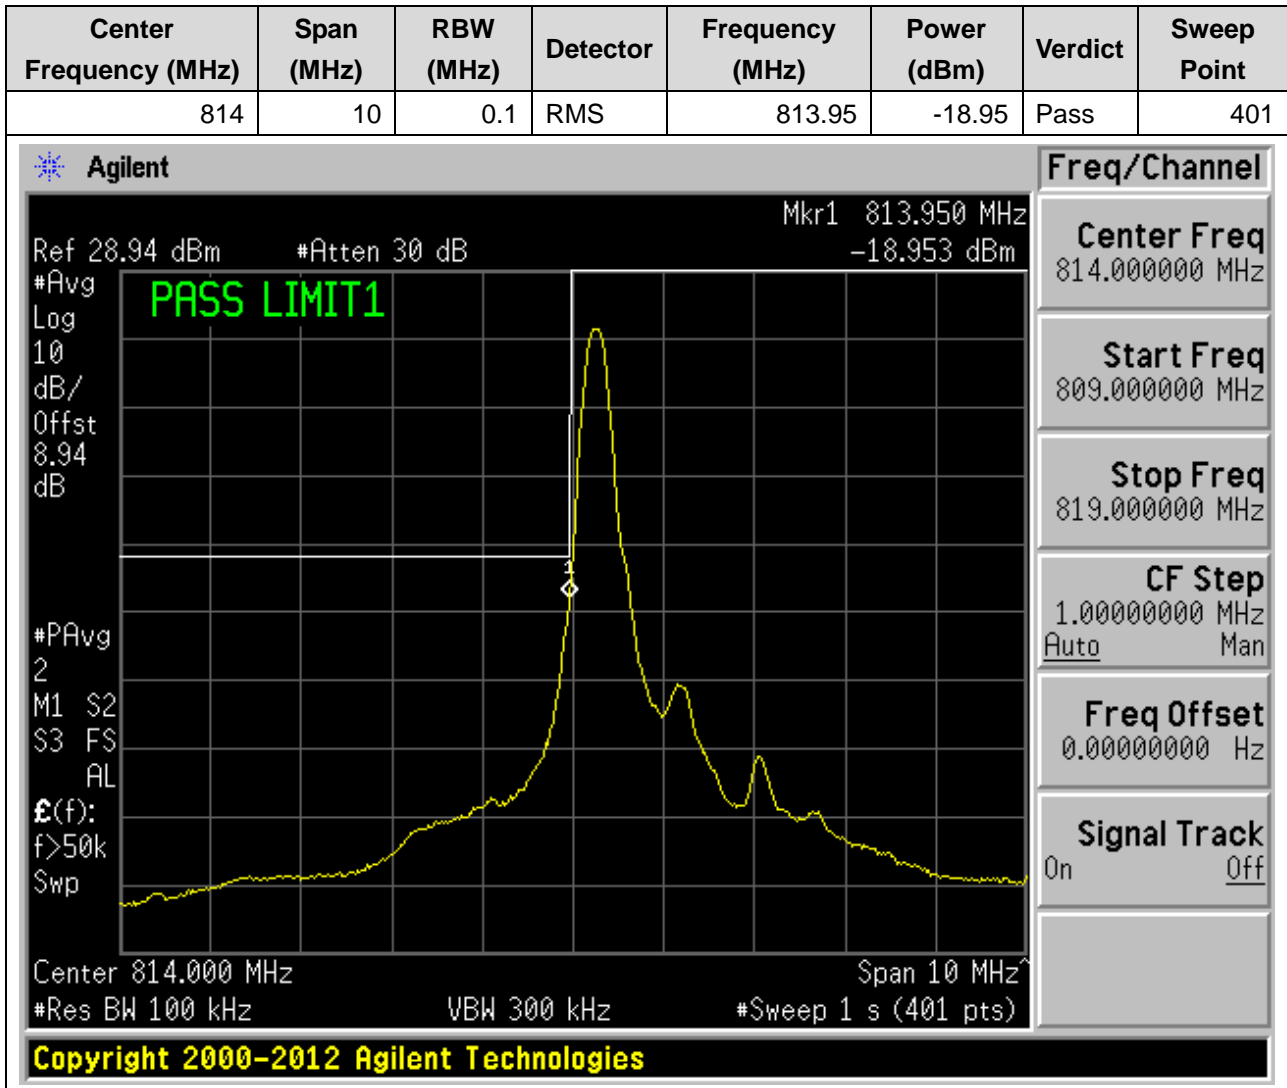 Center Frequency (MHz) Span (MHz) RBW (MHz) Detector Frequency (MHz) Power (dBm) Verdict Sweep Point
814 10 0.1 RMS 813.95 -18.95 Pass 401
Agilent
Freq/Channel
Mkr1 813.950 MHz
Ref 28.94 dBm #Atten 30 dB -18.953 dBm
#Avg
Log
10
dB/
Offst
8.94
dB
PASS LIMIT1
1
#PAvg
2
M1 S2
S3 FS
AL
£(f):
f>50k
Swp
Center 814.000 MHz Span 10 MHz^
#Res BW 100 kHz VBW 300 kHz #Sweep 1 s (401 pts)
Center Freq
814.000000 MHz
Start Freq
809.000000 MHz
Stop Freq
819.000000 MHz
CF Step
1.00000000 MHz
Auto Man
Freq Offset
0.00000000 Hz
Signal Track
On Off
Copyright 2000-2012 Agilent Technologies